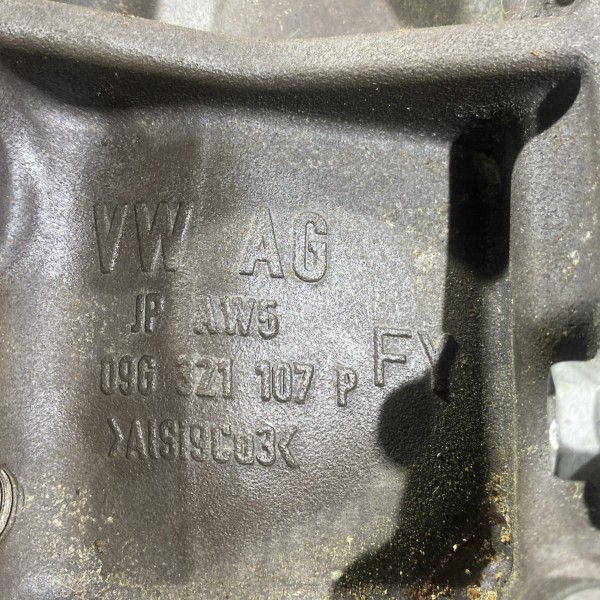 VW AG
JP AW5
09G 321 107 P
FY
>AlSi9Cu3<